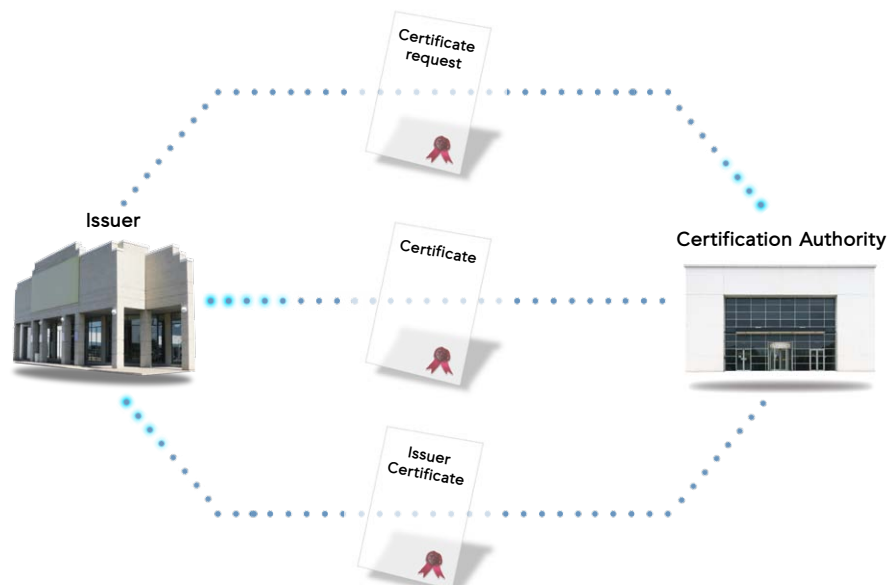 Certificate
request
Issuer
Certification Authority
Certificate
Issuer
Certificate